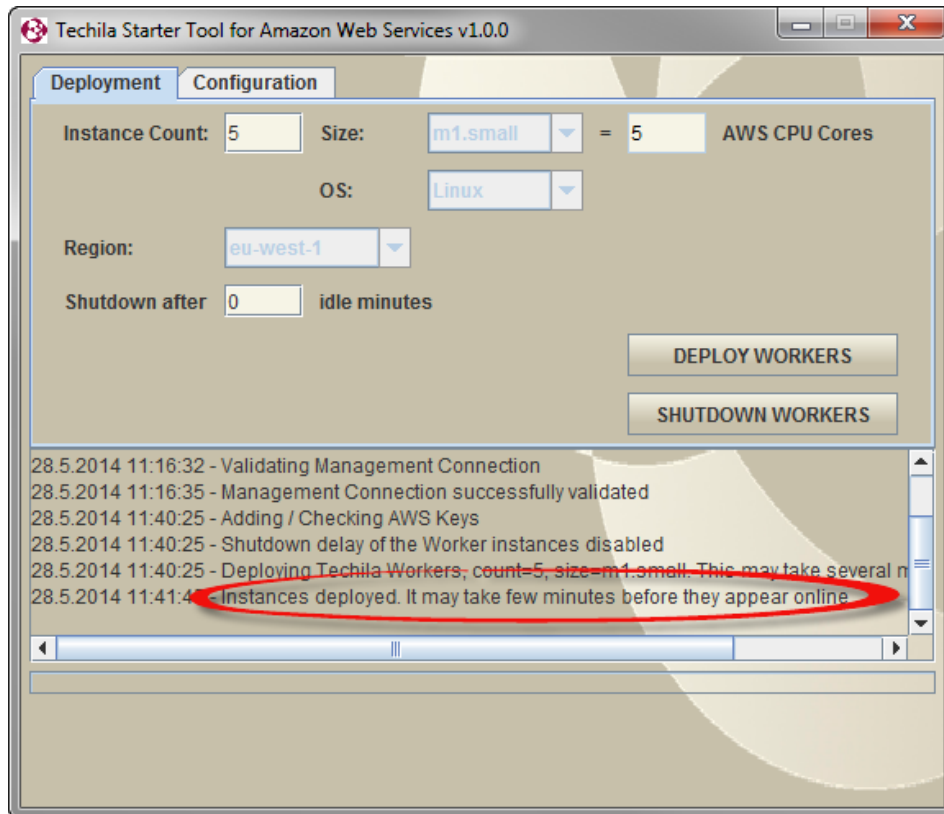 Techila Starter Tool for Amazon Web Services v1.0.0
Deployment Configuration
Instance Count: 5 Size: m1.small = 5 AWS CPU Cores
OS: Linux
Region: eu-west-1
Shutdown after 0 idle minutes
DEPLOY WORKERS
SHUTDOWN WORKERS
28.5.2014 11:16:32 - Validating Management Connection
28.5.2014 11:16:35 - Management Connection successfully validated
28.5.2014 11:40:25 - Adding / Checking AWS Keys
28.5.2014 11:40:25 - Shutdown delay of the Worker instances disabled
28.5.2014 11:40:25 - Deploying Techila Workers, count=5, size=m1.small. This may take several
28.5.2014 - Instances deployed. It may take few minutes before they appear online